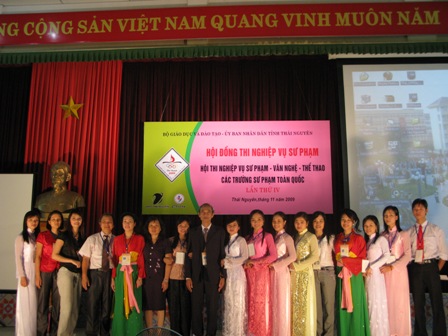 NG CỘNG SẢN VIỆT NAM QUANG VINH MUÔN NĂM
BỘ GIÁO DỤC VÀ ĐÀO TẠO - ỦY BAN NHÂN DÂN TỈNH THÁI NGUYÊN
HỘI ĐỒNG THI NGHIỆP VỤ SƯ PHẠM
HỘI THI NGHIỆP VỤ SƯ PHẠM - VĂN NGHỆ - THỂ THAO
CÁC TRƯỜNG SƯ PHẠM TOÀN QUỐC
LẦN THỨ IV
Thái Nguyên, tháng 11 năm 2009